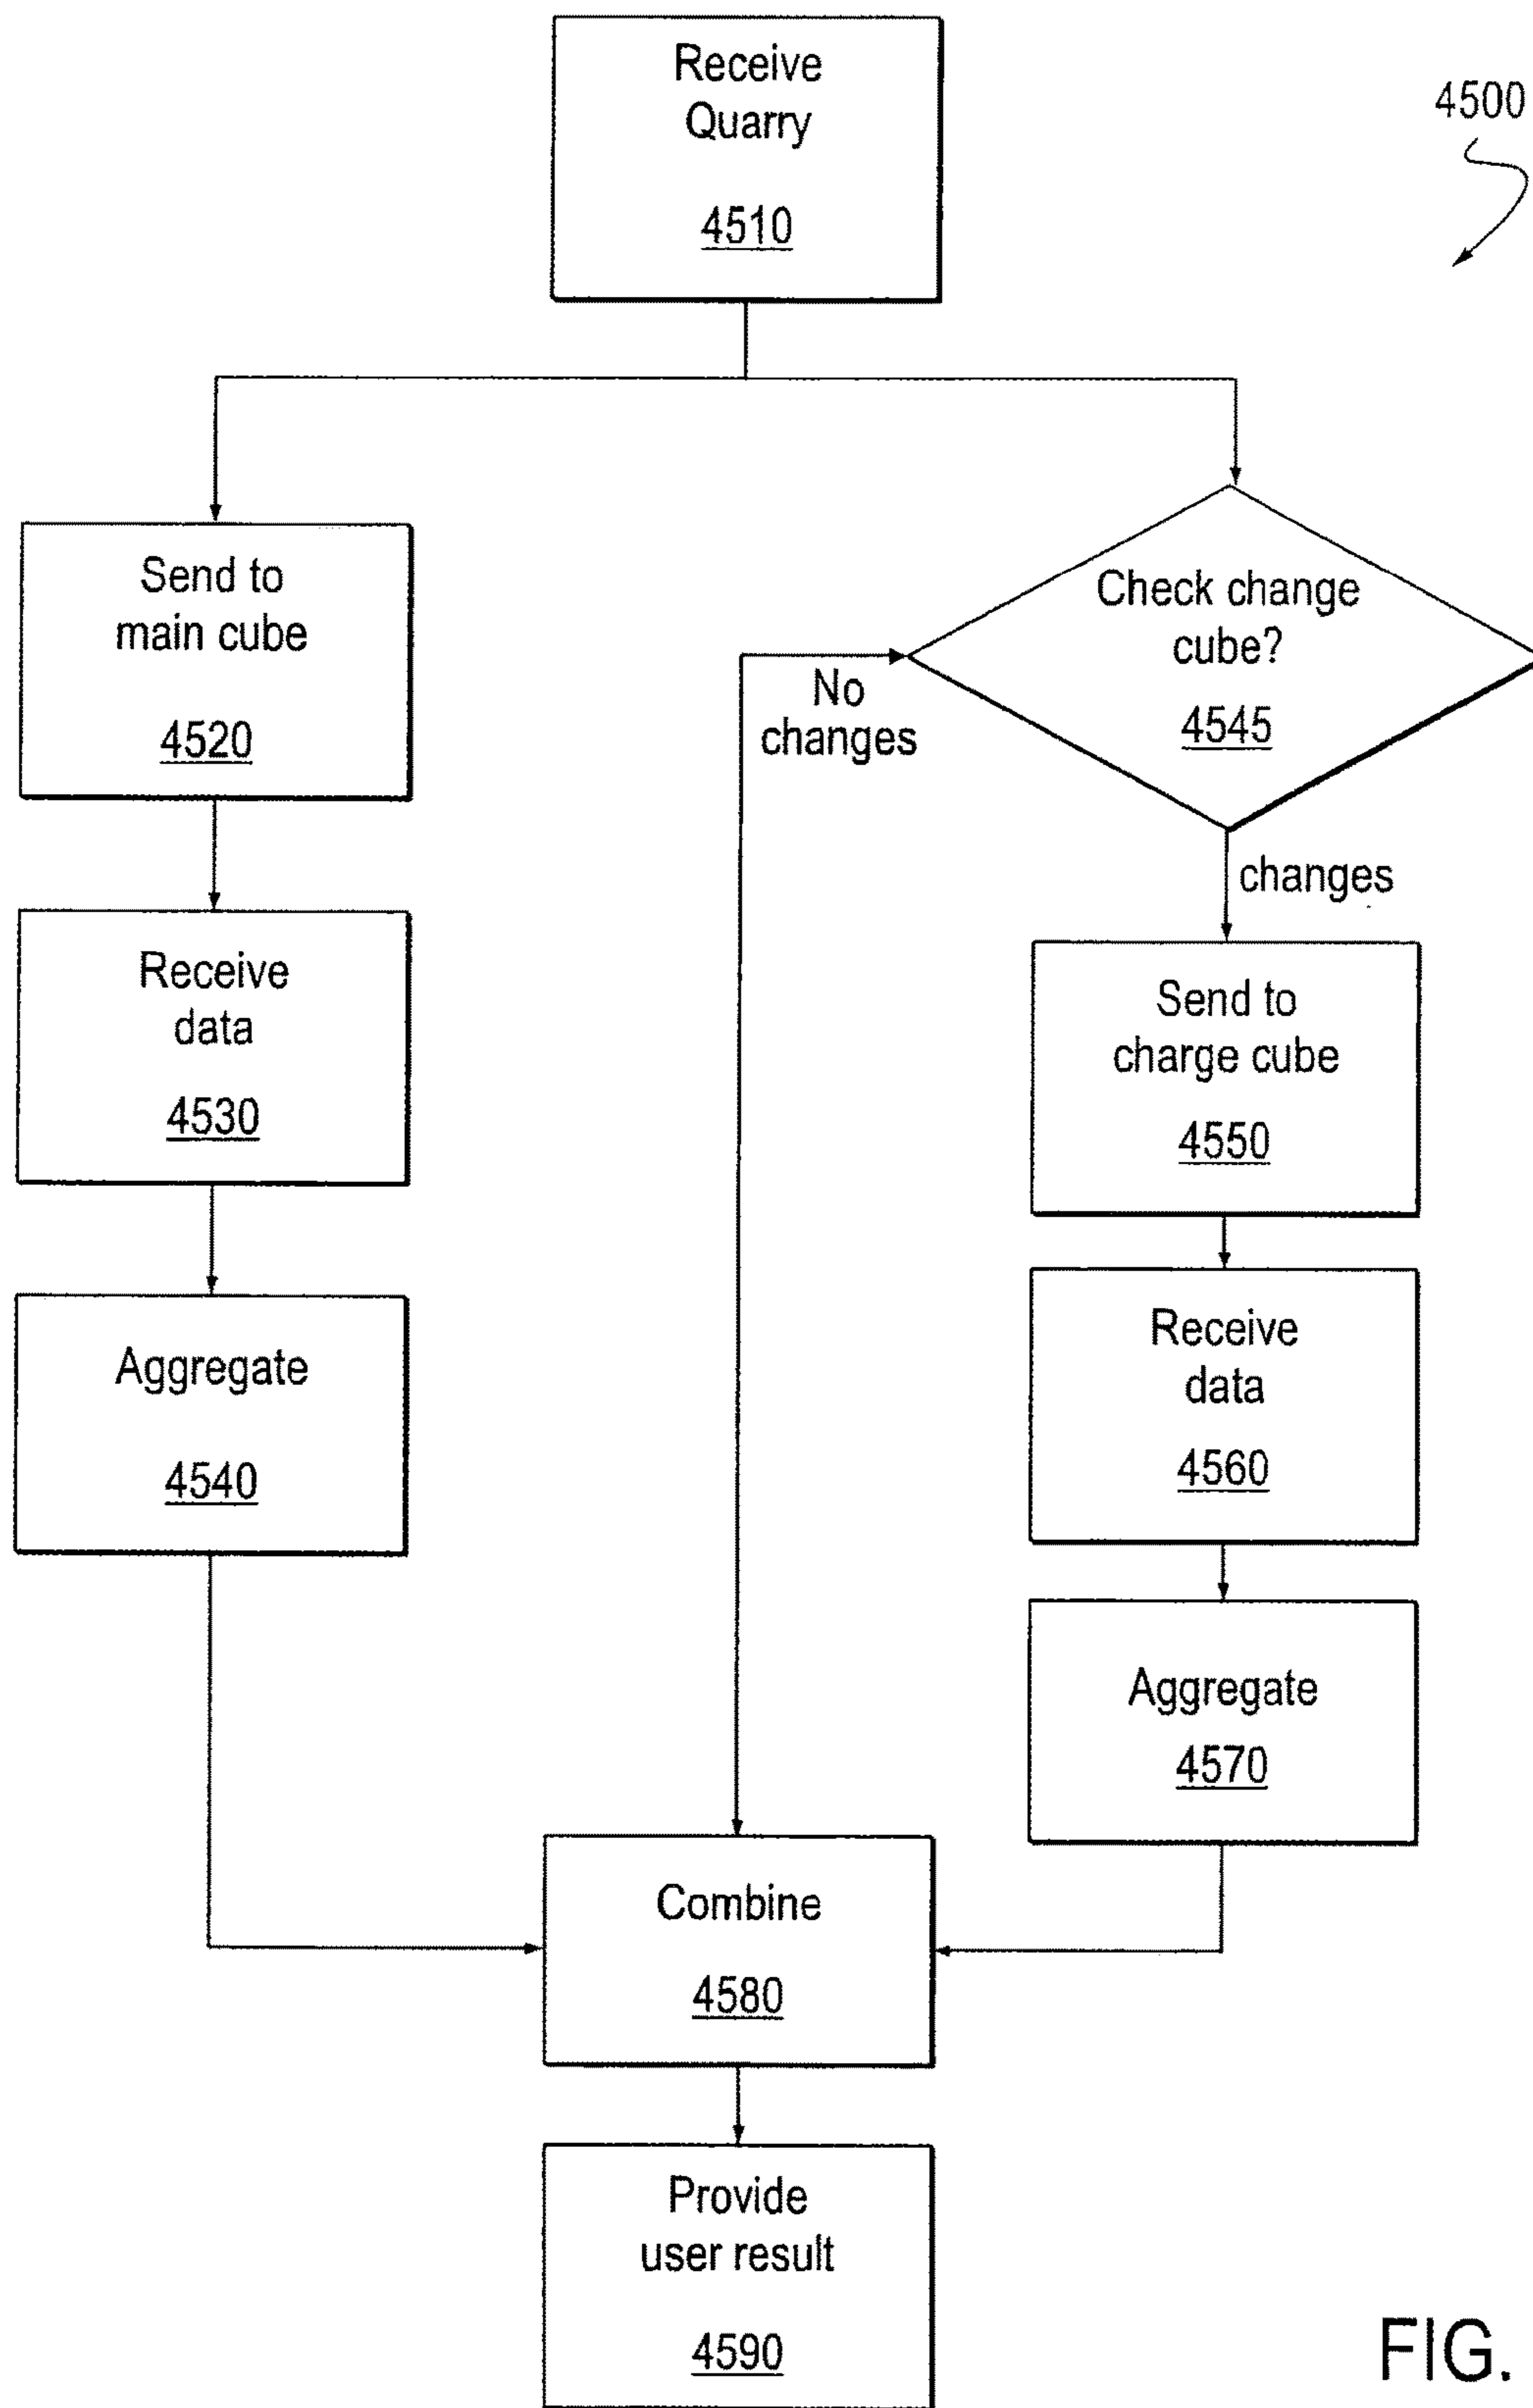 Receive
Quarry
4510
4500
Send to
main cube
4520
Check change
cube?
4545
No
changes
changes
Receive
data
4530
Send to
charge cube
4550
Aggregate
4540
Receive
data
4560
Aggregate
4570
Combine
4580
Provide
user result
4590
FIG.